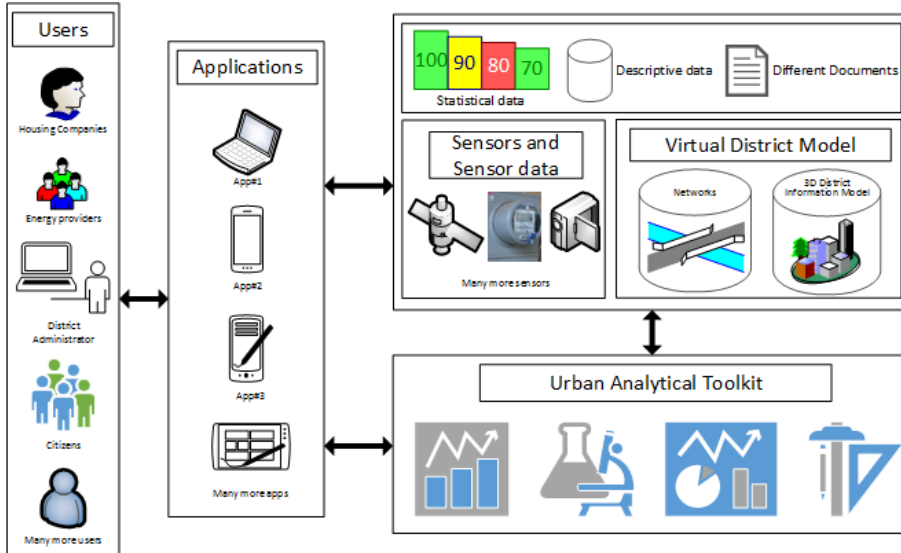 Users
Housing Companies
Energy providers
District
Administrator
Citizens
Many more users
Applications
App#1
App#2
App#3
Many more apps
100
90
80
70
Statistical data
Descriptive data
Different Documents
Sensors and
Sensor data
Many more sensors
Virtual District Model
Networks
3D District
Information Model
Urban Analytical Toolkit